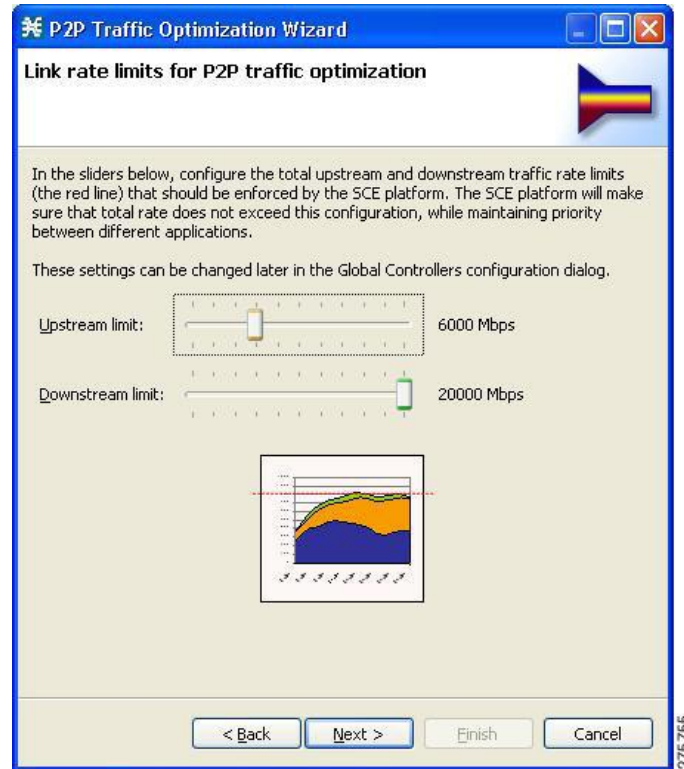 P2P Traffic Optimization Wizard
Link rate limits for P2P traffic optimization
In the sliders below, configure the total upstream and downstream traffic rate limits
(the red line) that should be enforced by the SCE platform. The SCE platform will make
sure that total rate does not exceed this configuration, while maintaining priority
between different applications.
These settings can be changed later in the Global Controllers configuration dialog.
Upstream limit: 6000 Mbps
Downstream limit: 20000 Mbps
< Back Next > Finish Cancel